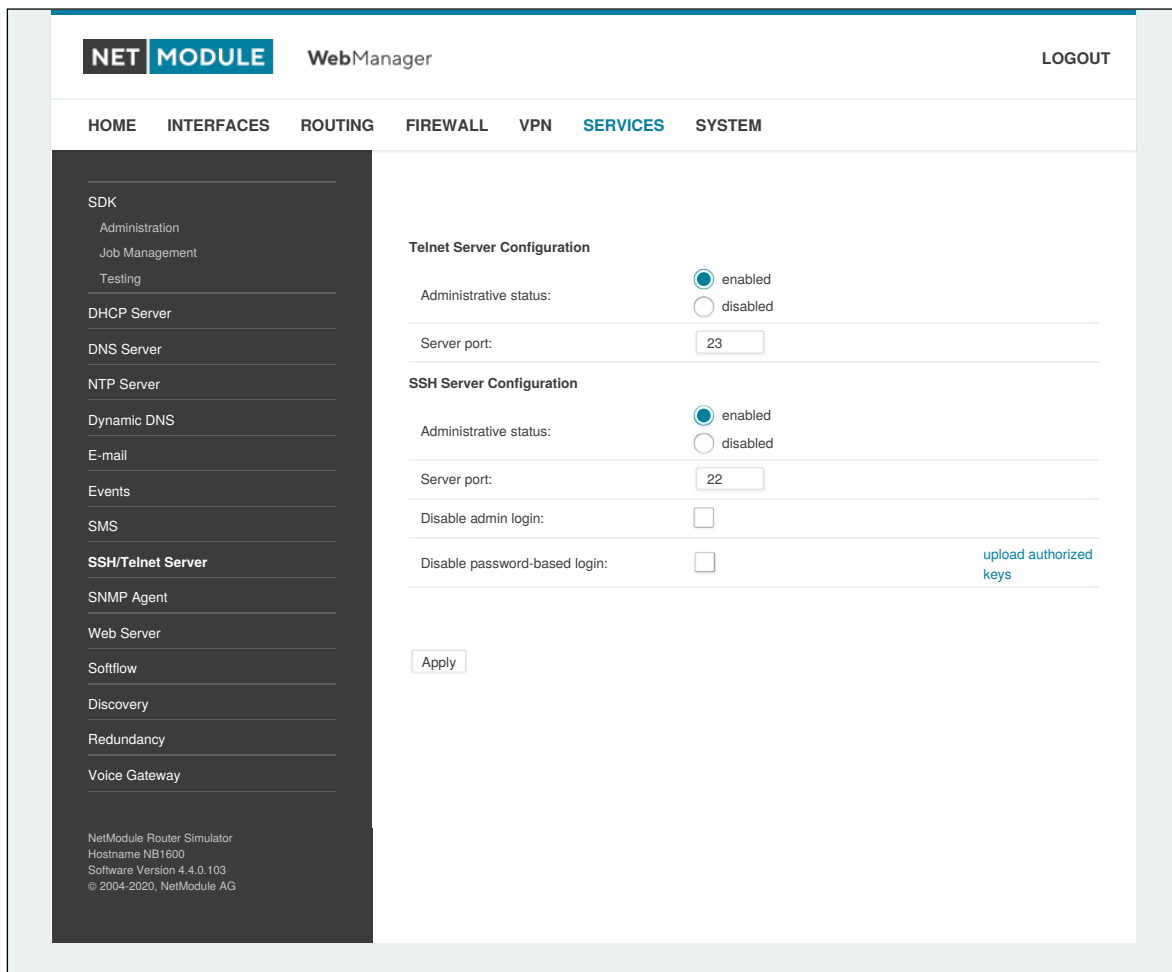 NET MODULE WebManager LOGOUT
HOME INTERFACES ROUTING FIREWALL VPN SERVICES SYSTEM
SDK
Administration
Job Management
Testing
DHCP Server
DNS Server
NTP Server
Dynamic DNS
E-mail
Events
SMS
SSH/Telnet Server
SNMP Agent
Web Server
Softflow
Discovery
Redundancy
Voice Gateway
NetModule Router Simulator
Hostname NB1600
Software Version 4.4.0.103
© 2004-2020, NetModule AG
Telnet Server Configuration
Administrative status:
enabled
disabled
Server port: 23
SSH Server Configuration
Administrative status:
enabled
disabled
Server port: 22
Disable admin login:
Disable password-based login:
upload authorized
keys
Apply